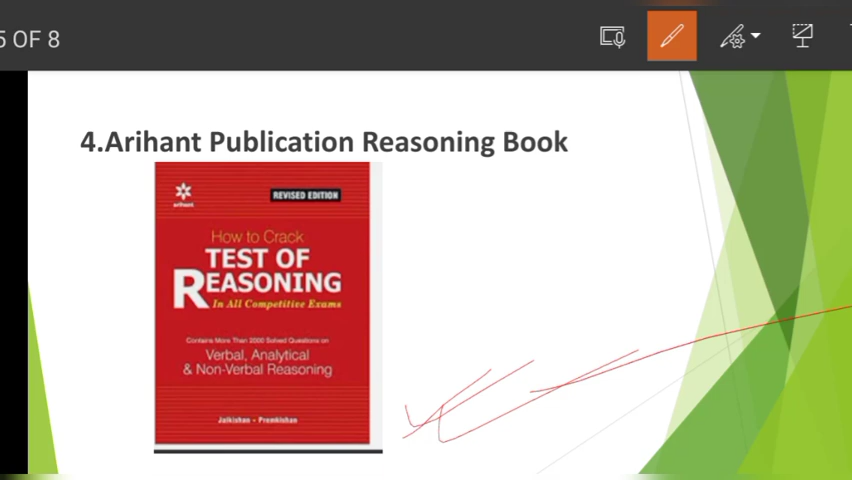 5 OF 8
4.Arihant Publication Reasoning Book
arihant
REVISED EDITION
How to Crack
TEST OF
REASONING
In All Competitive Exams
Contains More Than 2000 Solved Questions on
Verbal, Analytical
& Non-Verbal Reasoning
Jaikishan - Premkishan